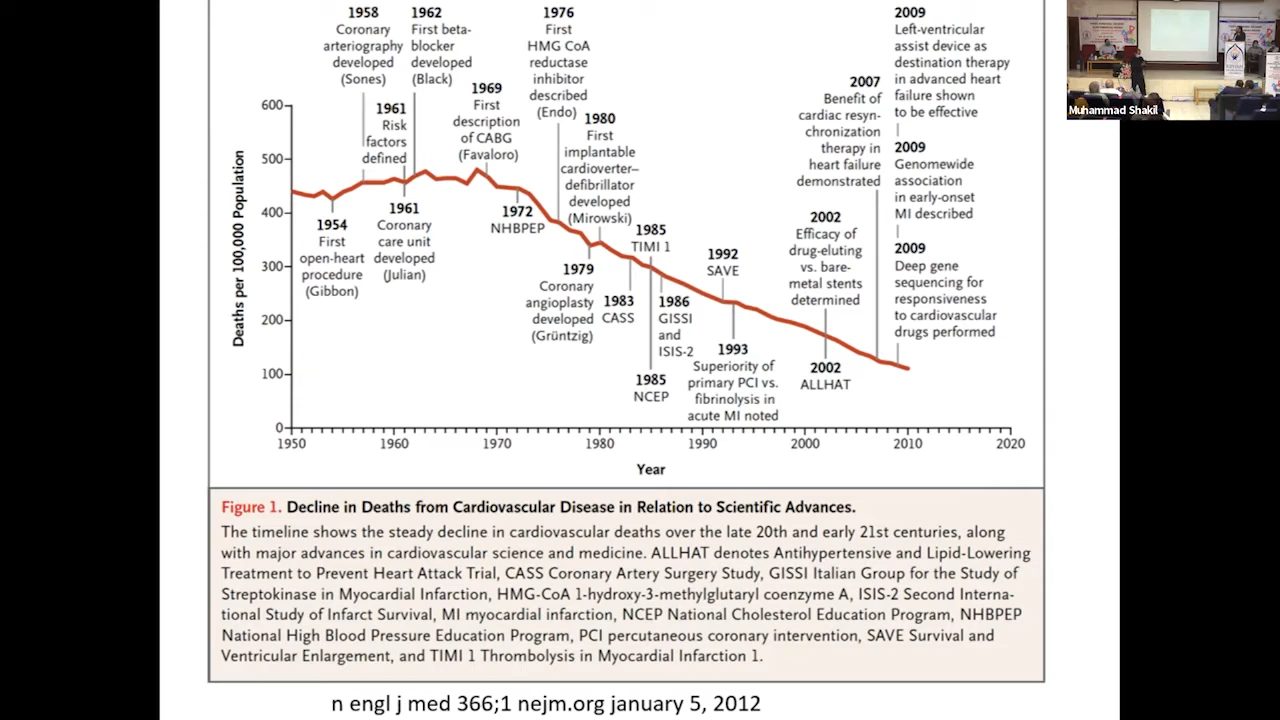 1958
Coronary
arteriography
developed
(Sones)
1962
First beta-
blocker
developed
(Black)
1976
First
HMG CoA
reductase
inhibitor
described
(Endo)
2009
Left-ventricular
assist device as
destination therapy
in advanced heart
failure shown
to be effective
1961
Risk
factors
defined
1969
First
description
of CABG
(Favaloro)
1980
First
implantable
cardioverter–
defibrillator
developed
(Mirowski)
2007
Benefit of
cardiac resyn-
chronization
therapy in
heart failure
demonstrated
2009
Genomewide
association
in early-onset
MI described
1954
First
open-heart
procedure
(Gibbon)
1961
Coronary
care unit
developed
(Julian)
1972
NHBPEP
1985
TIMI 1
1992
SAVE
2002
Efficacy of
drug-eluting
vs. bare-
metal stents
determined
2009
Deep gene
sequencing for
responsiveness
to cardiovascular
drugs performed
1979
Coronary
angioplasty
developed
(Grüntzig)
1983
CASS
1986
GISSI
and
ISIS-2
1985
NCEP
1993
Superiority of
primary PCI vs.
fibrinolysis in
acute MI noted
2002
ALLHAT
Deaths per 100,000 Population
600
500
400
300
200
100
0
1950 1960 1970 1980 1990 2000 2010 2020
Year
Figure 1. Decline in Deaths from Cardiovascular Disease in Relation to Scientific Advances.
The timeline shows the steady decline in cardiovascular deaths over the late 20th and early 21st centuries, along
with major advances in cardiovascular science and medicine. ALLHAT denotes Antihypertensive and Lipid-Lowering
Treatment to Prevent Heart Attack Trial, CASS Coronary Artery Surgery Study, GISSI Italian Group for the Study of
Streptokinase in Myocardial Infarction, HMG-CoA 1-hydroxy-3-methylglutaryl coenzyme A, ISIS-2 Second Interna-
tional Study of Infarct Survival, MI myocardial infarction, NCEP National Cholesterol Education Program, NHBPEP
National High Blood Pressure Education Program, PCI percutaneous coronary intervention, SAVE Survival and
Ventricular Enlargement, and TIMI 1 Thrombolysis in Myocardial Infarction 1.
n engl j med 366;1 nejm.org january 5, 2012
Muhammad Shakil